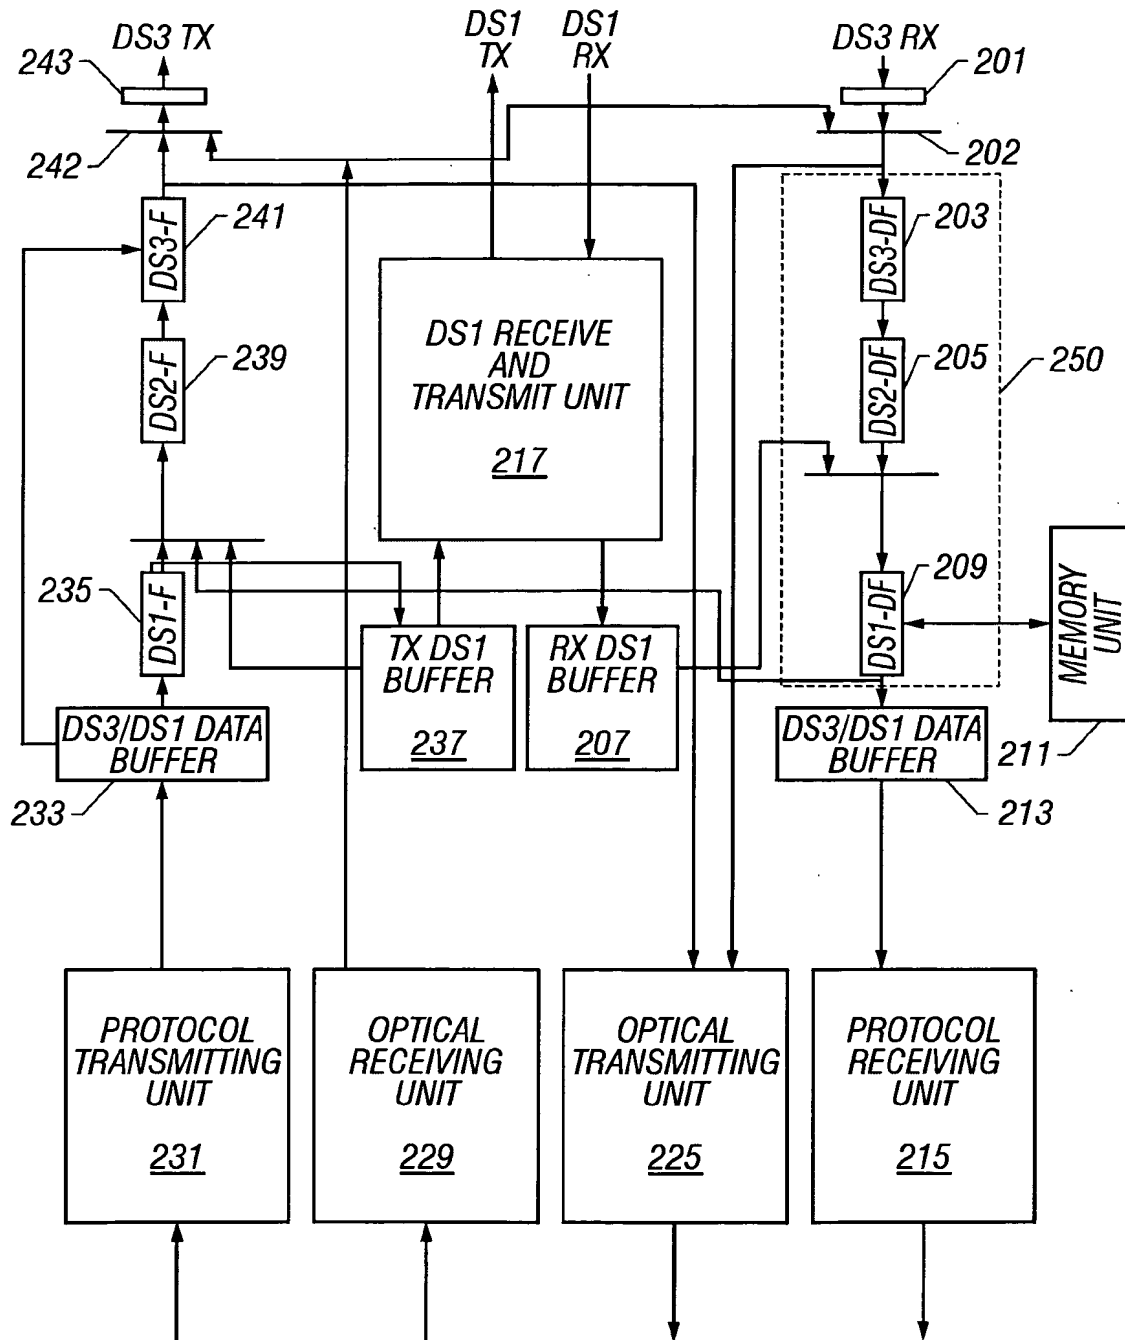 DS3 TX
DS1
TX
DS1
RX
DS3 RX
243
201
242
202
241
DS3-F
203
DS3-DF
DS1 RECEIVE
AND
TRANSMIT UNIT
217
239
DS2-F
205
DS2-DF
250
235
DS1-F
209
DS1-DF
MEMORY
UNIT
211
TX DS1
BUFFER
237
RX DS1
BUFFER
207
DS3/DS1 DATA
BUFFER
233
DS3/DS1 DATA
BUFFER
213
PROTOCOL
TRANSMITTING
UNIT
231
OPTICAL
RECEIVING
UNIT
229
OPTICAL
TRANSMITTING
UNIT
225
PROTOCOL
RECEIVING
UNIT
215